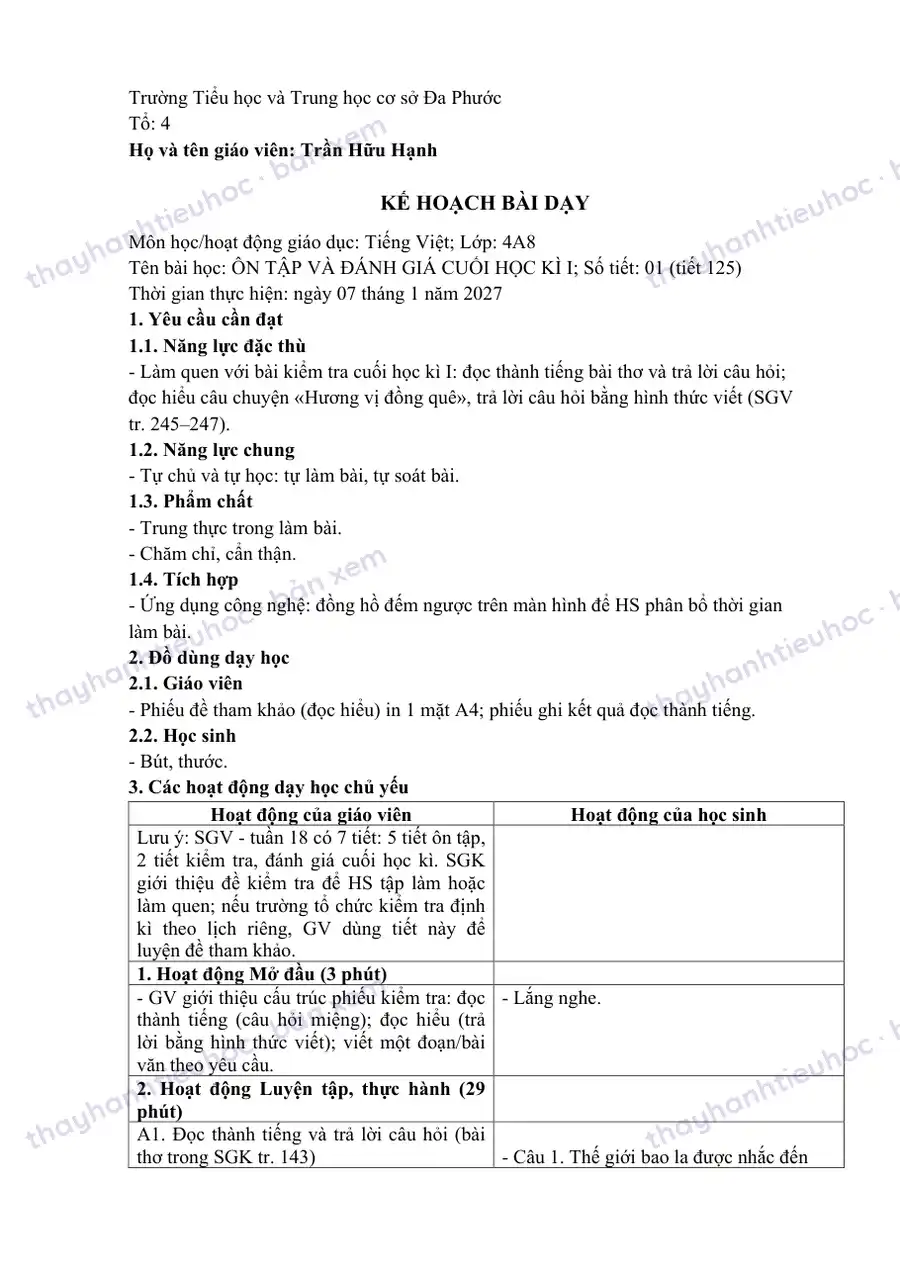 Trường Tiểu học và Trung học cơ sở Đa Phước
Tổ: 4
Họ và tên giáo viên: Trần Hữu Hạnh
KẾ HOẠCH BÀI DẠY
Môn học/hoạt động giáo dục: Tiếng Việt; Lớp: 4A8
Tên bài học: ÔN TẬP VÀ ĐÁNH GIÁ CUỐI HỌC KÌ I; Số tiết: 01 (tiết 125)
Thời gian thực hiện: ngày 07 tháng 1 năm 2027
1. Yêu cầu cần đạt
1.1. Năng lực đặc thù
- Làm quen với bài kiểm tra cuối học kì I: đọc thành tiếng bài thơ và trả lời câu hỏi;
đọc hiểu câu chuyện «Hương vị đồng quê», trả lời câu hỏi bằng hình thức viết (SGV
tr. 245–247).
1.2. Năng lực chung
- Tự chủ và tự học: tự làm bài, tự soát bài.
1.3. Phẩm chất
- Trung thực trong làm bài.
- Chăm chỉ, cẩn thận.
1.4. Tích hợp
- Ứng dụng công nghệ: đồng hồ đếm ngược trên màn hình để HS phân bổ thời gian
làm bài.
2. Đồ dùng dạy học
2.1. Giáo viên
- Phiếu đề tham khảo (đọc hiểu) in 1 mặt A4; phiếu ghi kết quả đọc thành tiếng.
2.2. Học sinh
- Bút, thước.
3. Các hoạt động dạy học chủ yếu
Hoạt động của giáo viên
Hoạt động của học sinh
Lưu ý: SGV - tuần 18 có 7 tiết: 5 tiết ôn tập,
2 tiết kiểm tra, đánh giá cuối học kì. SGK
giới thiệu đề kiểm tra để HS tập làm hoặc
làm quen; nếu trường tổ chức kiểm tra định
kì theo lịch riêng, GV dùng tiết này để
luyện đề tham khảo.
1. Hoạt động Mở đầu (3 phút)
- GV giới thiệu cấu trúc phiếu kiểm tra: đọc
thành tiếng (câu hỏi miệng); đọc hiểu (trả
lời bằng hình thức viết); viết một đoạn/bài
văn theo yêu cầu.
- Lắng nghe.
2. Hoạt động Luyện tập, thực hành (29
phút)
A1. Đọc thành tiếng và trả lời câu hỏi (bài
thơ trong SGK tr. 143)
- Câu 1. Thế giới bao la được nhắc đến
thayhanhtieuhoc · bản xem
thayhanhtieuhoc · b
thayhanhtieuhoc · bản xem
thayhanhtieuhoc · b
thayhanhtieuhoc · bản xem
thayhanhtieuhoc · b